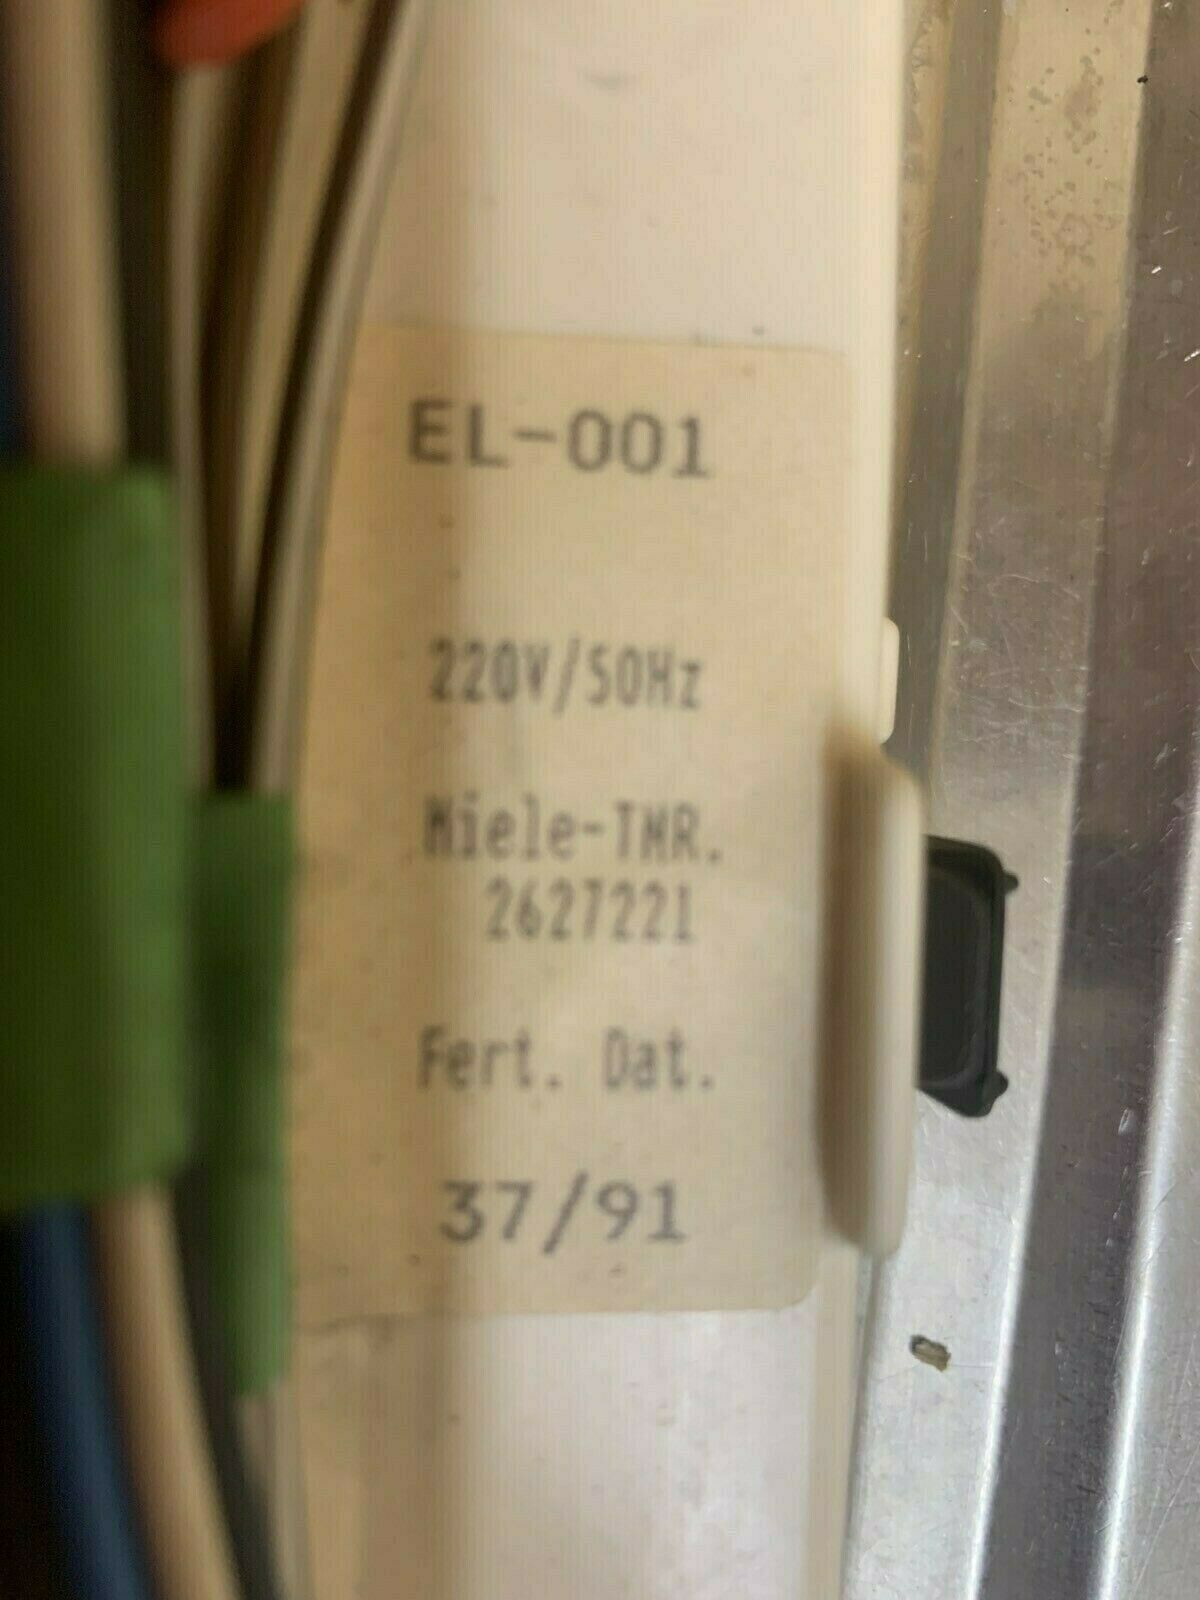 EL-001
220V/50Hz
Miele-TNR.
2627221
Fert. Dat.
37/91